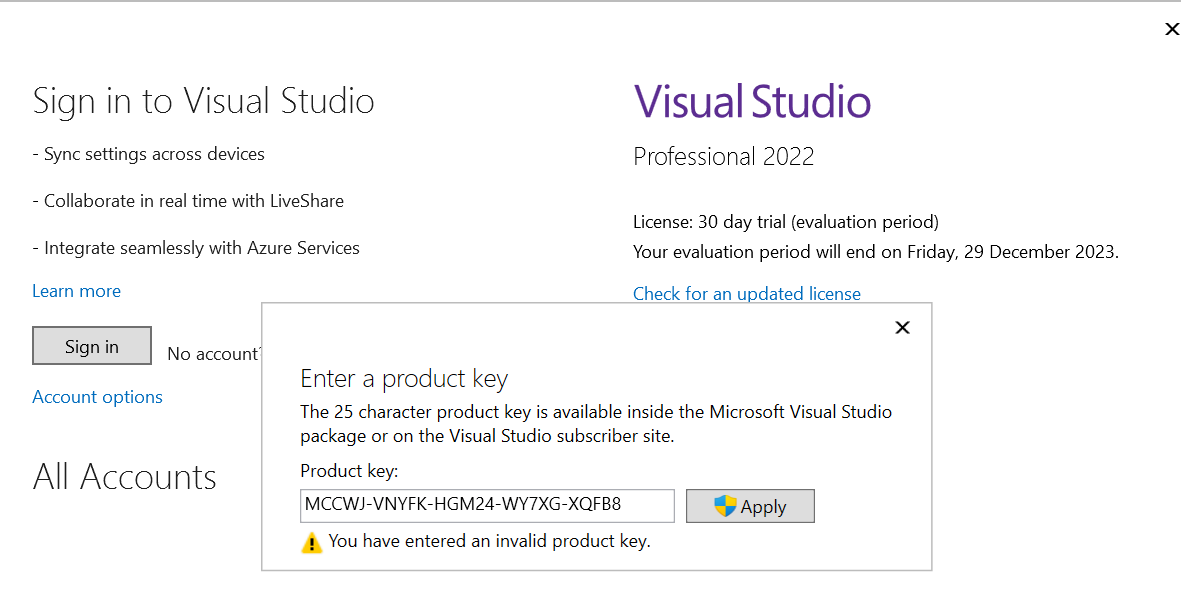 Sign in to Visual Studio
- Sync settings across devices
- Collaborate in real time with LiveShare
- Integrate seamlessly with Azure Services
Learn more
Sign in
No account?
Account options
All Accounts
Visual Studio
Professional 2022
License: 30 day trial (evaluation period)
Your evaluation period will end on Friday, 29 December 2023.
Check for an updated license
Enter a product key
The 25 character product key is available inside the Microsoft Visual Studio
package or on the Visual Studio subscriber site.
Product key:
MCCWJ-VNYFK-HGM24-WY7XG-XQFB8
Apply
You have entered an invalid product key.